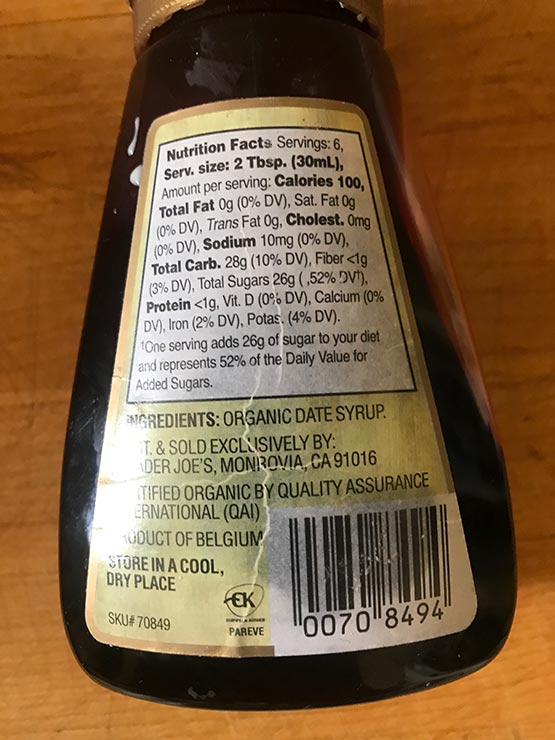 Nutrition Facts Servings: 6,
Serv. size: 2 Tbsp. (30mL),
Amount per serving: Calories 100,
Total Fat 0g (0% DV), Sat. Fat 0g
(0% DV), Trans Fat 0g, Cholest. 0mg
(0% DV), Sodium 10mg (0% DV),
Total Carb. 28g (10% DV), Fiber <1g
(3% DV), Total Sugars 26g ( ,52% DV†),
Protein <1g, Vit. D (0% DV), Calcium (0%
DV), Iron (2% DV), Potas. (4% DV).
†One serving adds 26g of sugar to your diet
and represents 52% of the Daily Value for
Added Sugars.
NGREDIENTS: ORGANIC DATE SYRUP.
T. & SOLD EXCLUSIVELY BY:
ADER JOE'S, MONROVIA, CA 91016
TIFIED ORGANIC BY QUALITY ASSURANCE
ERNATIONAL (QAI)
ODUCT OF BELGIUM
STORE IN A COOL,
DRY PLACE
EK
SKU# 70849
PAREVE
0070 8494